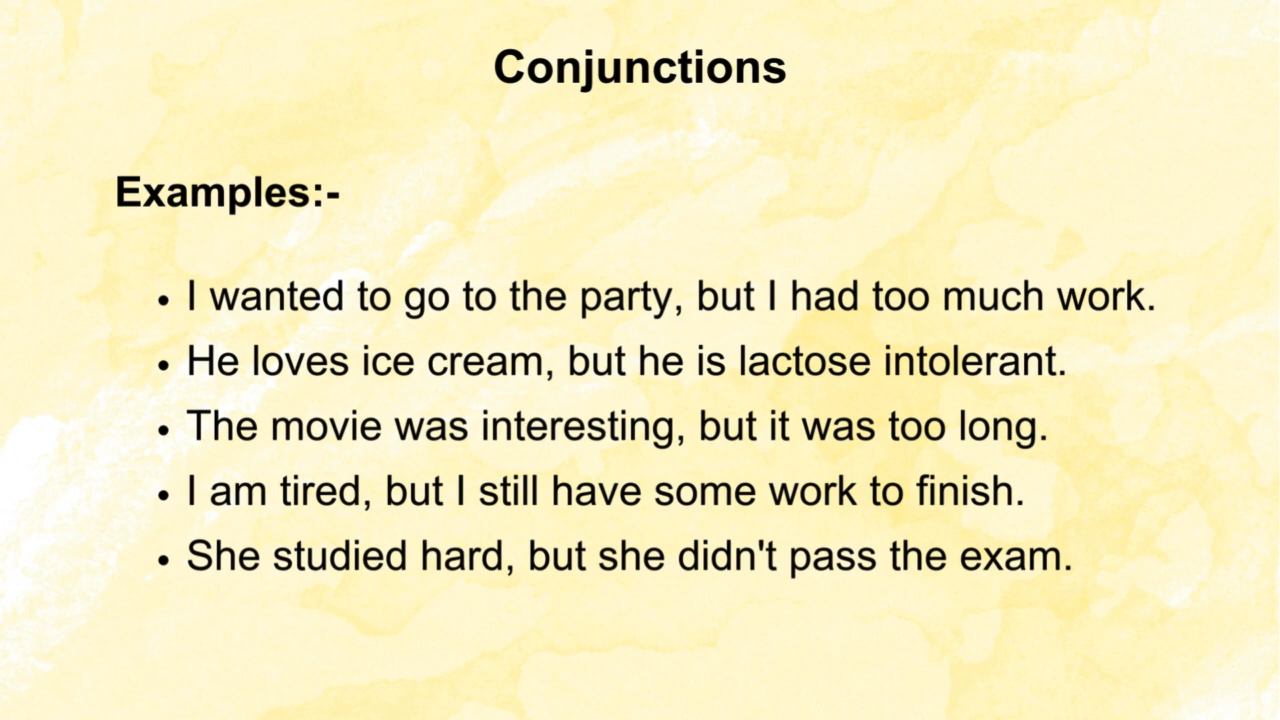 Conjunctions
Examples:-
• I wanted to go to the party, but I had too much work.
• He loves ice cream, but he is lactose intolerant.
• The movie was interesting, but it was too long.
• I am tired, but I still have some work to finish.
• She studied hard, but she didn't pass the exam.